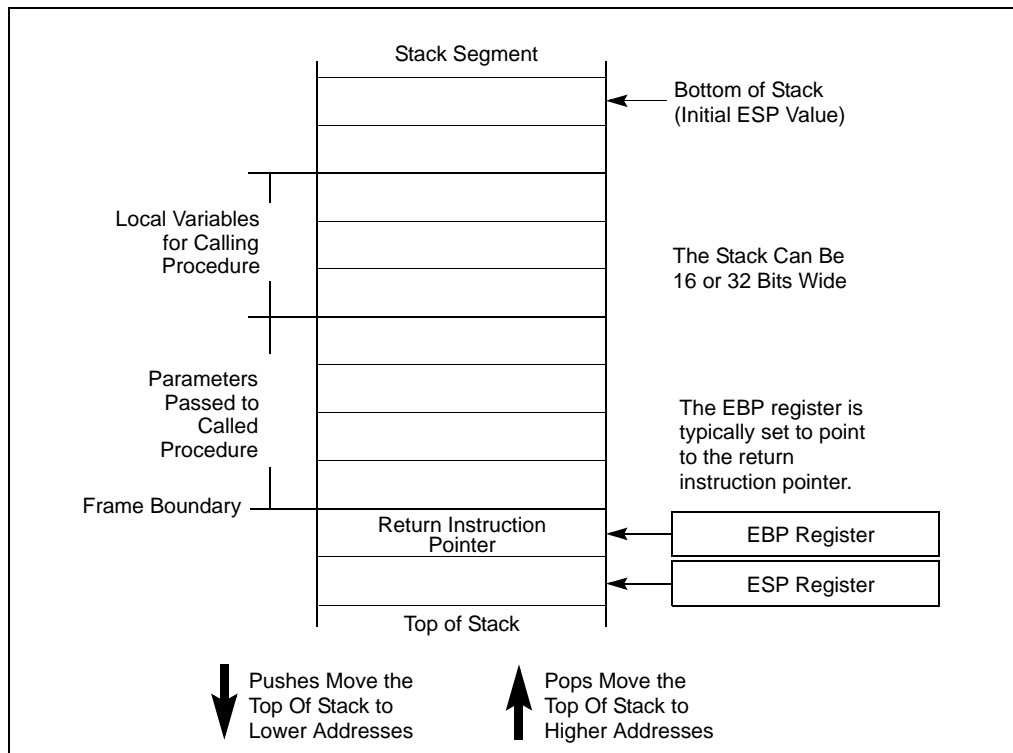 Stack Segment
Bottom of Stack
(Initial ESP Value)
Local Variables
for Calling
Procedure
The Stack Can Be
16 or 32 Bits Wide
Parameters
Passed to
Called
Procedure
The EBP register is
typically set to point
to the return
instruction pointer.
Frame Boundary
Return Instruction
Pointer
EBP Register
ESP Register
Top of Stack
Pushes Move the
Top Of Stack to
Lower Addresses
Pops Move the
Top Of Stack to
Higher Addresses